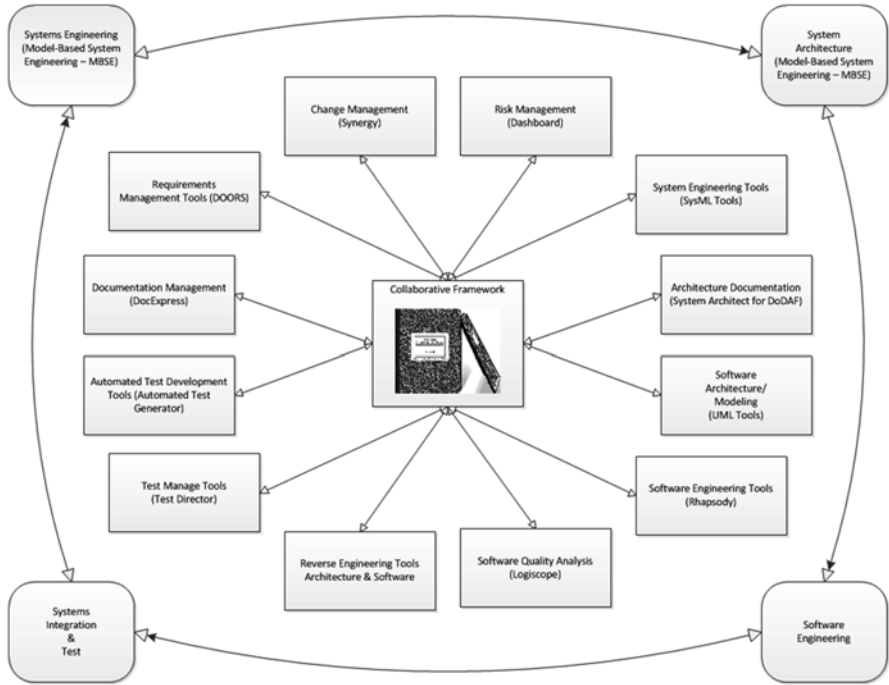 Systems Engineering
(Model-Based System
Engineering – MBSE)
System
Architecture
(Model-Based System
Engineering – MBSE)
Change Management
(Synergy)
Risk Management
(Dashboard)
Requirements
Management Tools (DOORS)
System Engineering Tools
(SysML Tools)
Documentation Management
(DocExpress)
Collaborative Framework
Architecture Documentation
(System Architect for DoDAF)
Automated Test Development
Tools (Automated Test
Generator)
Software
Architecture/
Modeling
(UML Tools)
Test Manage Tools
(Test Director)
Software Engineering Tools
(Rhapsody)
Reverse Engineering Tools
Architecture & Software
Software Quality Analysis
(Logiscope)
Systems
Integration
&
Test
Software
Engineering